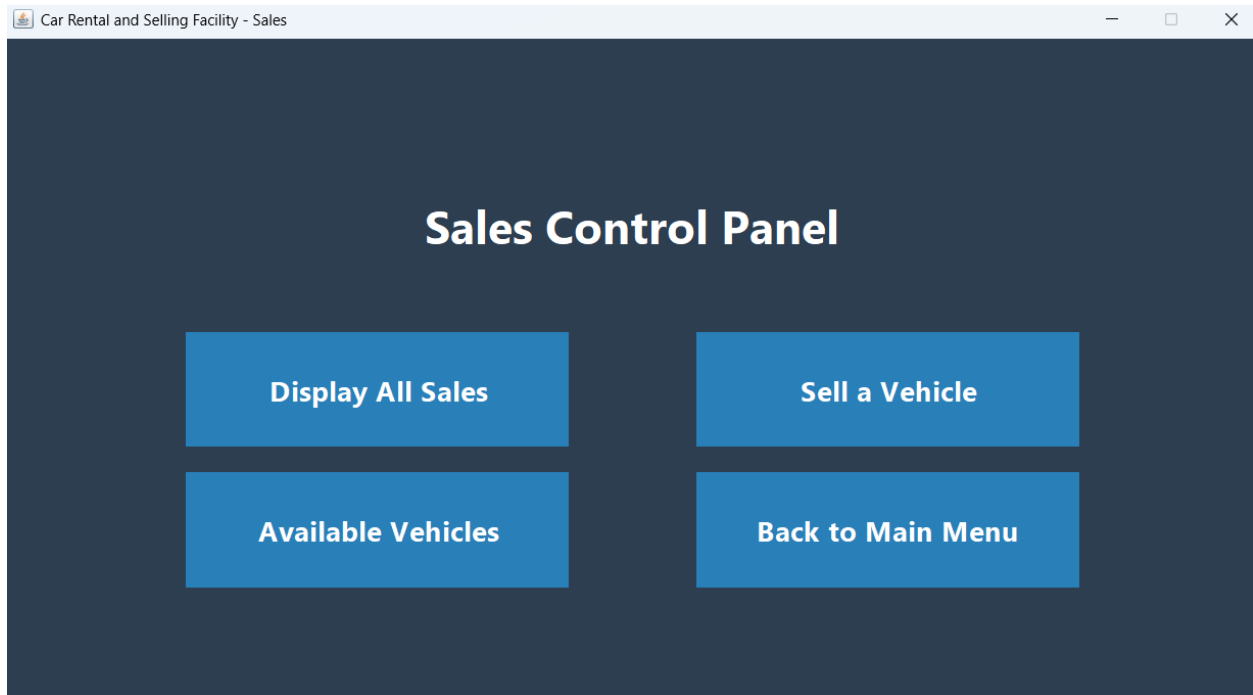 Car Rental and Selling Facility - Sales
Sales Control Panel
Display All Sales
Sell a Vehicle
Available Vehicles
Back to Main Menu